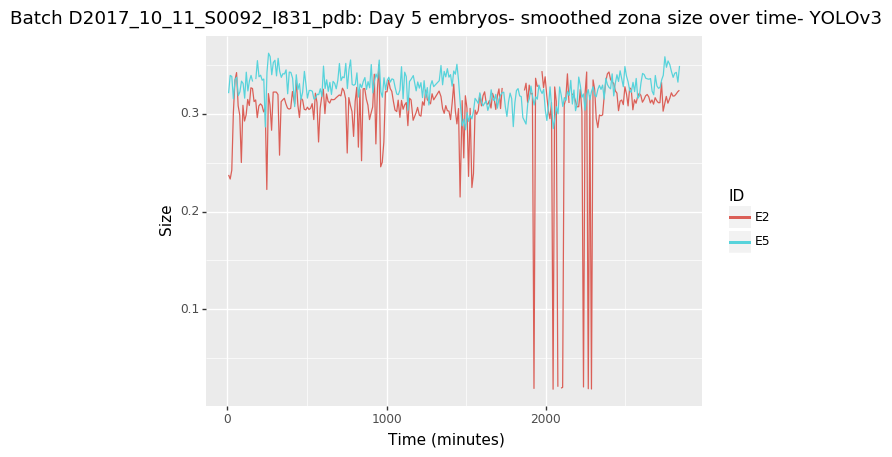 Batch D2017_10_11_S0092_I831_pdb: Day 5 embryos- smoothed zona size over time- YOLOv3
0.3
0.2
0.1
Size
0
1000
2000
Time (minutes)
ID
E2
E5